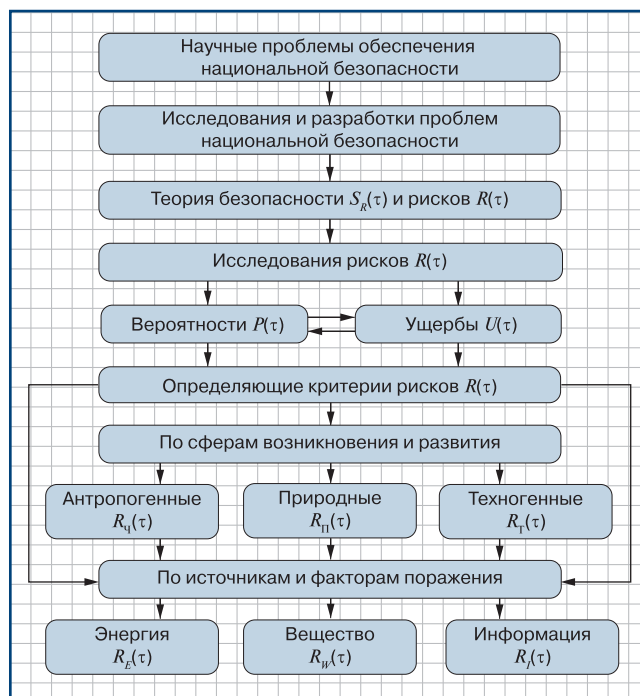 Научные проблемы обеспечения
национальной безопасности
Исследования и разработки проблем
национальной безопасности
Теория безопасности S_R(τ) и рисков R(τ)
Исследования рисков R(τ)
Вероятности P(τ)
Ущербы U(τ)
Определяющие критерии рисков R(τ)
По сферам возникновения и развития
Антропогенные
R_Ч(τ)
Природные
R_П(τ)
Техногенные
R_Т(τ)
По источникам и факторам поражения
Энергия
R_E(τ)
Вещество
R_W(τ)
Информация
R_I(τ)